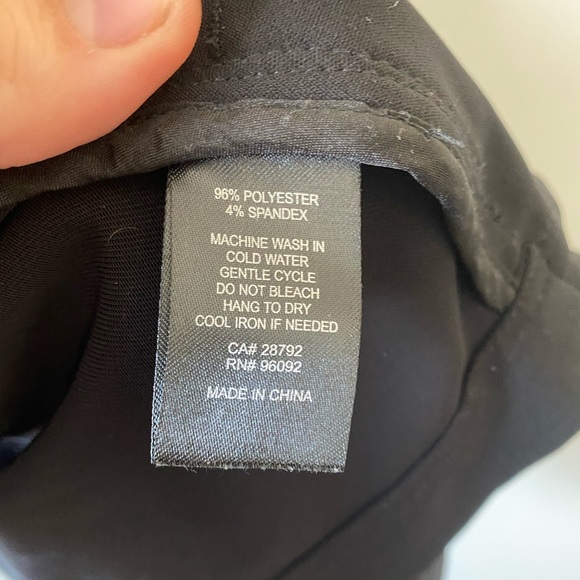 96% POLYESTER
4% SPANDEX
MACHINE WASH IN
COLD WATER
GENTLE CYCLE
DO NOT BLEACH
HANG TO DRY
COOL IRON IF NEEDED
CA# 28792
RN# 96092
MADE IN CHINA